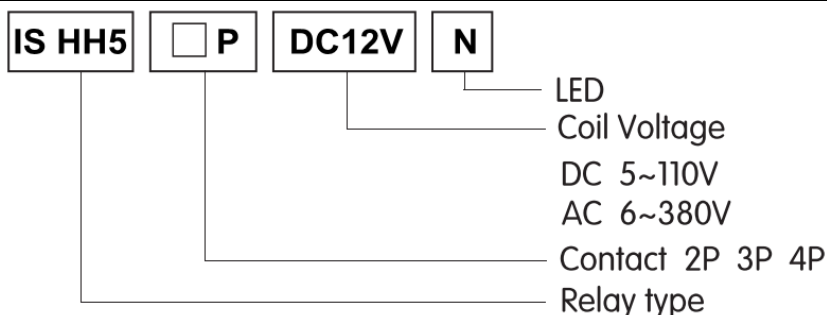 IS HH5 □ P DC12V N
LED
Coil Voltage
DC 5~110V
AC 6~380V
Contact 2P 3P 4P
Relay type